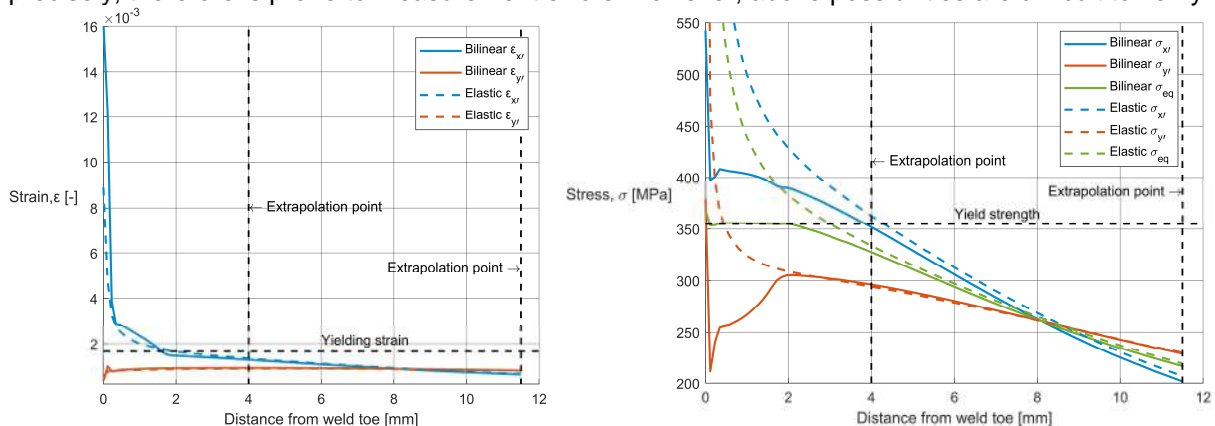 ×10⁻³
16
14
12
10
8
6
4
2
0 2 4 6 8 10 12
Strain,ε [-]
Distance from weld toe [mm]
Bilinear εx′
Bilinear εy′
Elastic εx′
Elastic εy′
← Extrapolation point
Extrapolation point →
Yielding strain
550
500
450
400
350
300
250
200
0 2 4 6 8 10 12
Stress, σ [MPa]
Distance from weld toe [mm]
Bilinear σx′
Bilinear σy′
Bilinear σeq
Elastic σx′
Elastic σy′
Elastic σeq
← Extrapolation point
Extrapolation point →
Yield strength